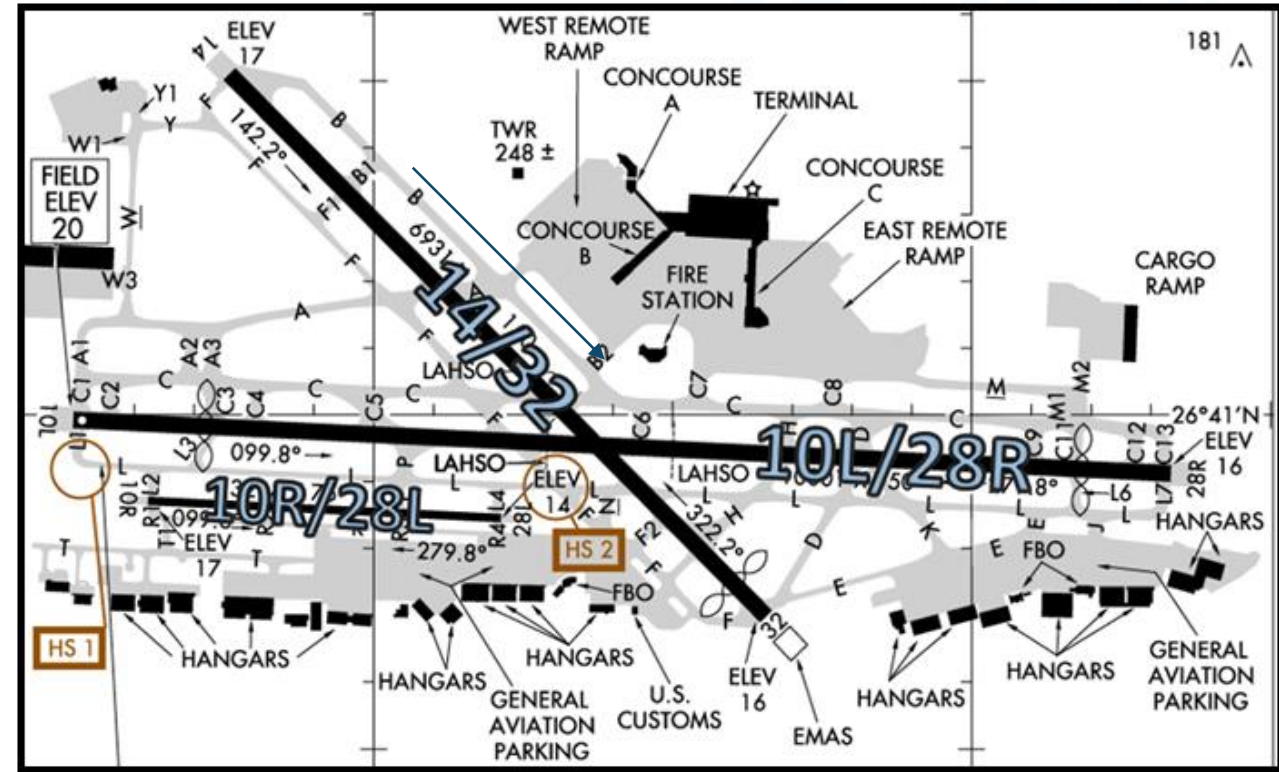 181
ELEV
17
14
WEST REMOTE
RAMP
CONCOURSE
A
TERMINAL
TWR
248 ±
CONCOURSE
C
EAST REMOTE
RAMP
CONCOURSE
B
FIRE
STATION
CARGO
RAMP
Y1
Y
W1
FIELD
ELEV
20
W
W3
F
F
F1
F
B
B1
B
142.2°
6931
14/32
A
A1
A2
A3
F
LAHSO
B2
C1
C2
C
C3
C4
C5
C
F
C6
C7
C
C8
H
D
C
M
M1
M2
C9
C11
C12
C13
26°41'N
ELEV
16
10L
28R
10L/28R
L1
L
L3
099.8°
P
L
LAHSO
LAHSO
L
L
L
L6
L
L7
10R
L2
R1
10R/28L
R4
L4
28L
ELEV
14
L
N
F
F2
322.2°
H
D
K
E
E
J
T
T1
ELEV
17
T
279.8°
HS 2
F
F
32
E
FBO
FBO
HANGARS
HS 1
HANGARS
HANGARS
HANGARS
GENERAL
AVIATION
PARKING
U.S.
CUSTOMS
ELEV
16
EMAS
HANGARS
HANGARS
GENERAL
AVIATION
PARKING